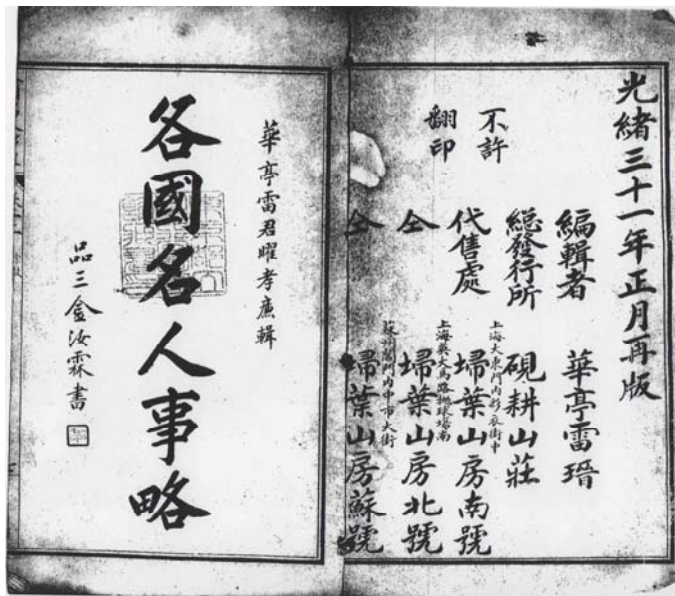 光緒三十一年正月再版
編輯者 華亭雷瑨
總發行所 硯耕山莊
不許
翻印
上海大東門內彩衣街中
代售處 埽葉山房南號
上海英大馬路拋球場南
仝 埽葉山房北號
蘇州閶門內中市大街
仝 埽葉山房蘇號
華亭雷君曜孝廉輯
各國名人事略
品三金汝霖書